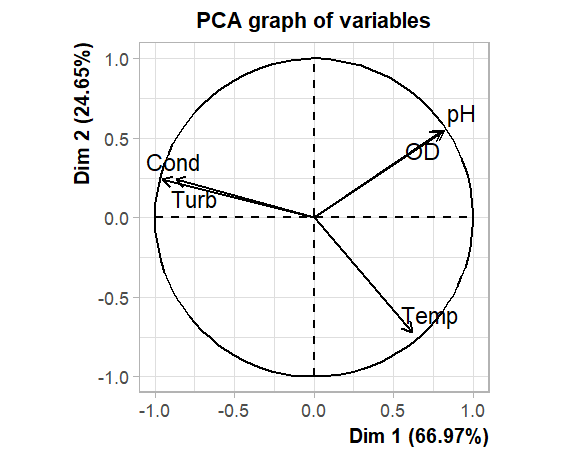 PCA graph of variables
Dim 2 (24.65%)
1.0
0.5
0.0
-0.5
-1.0
pH
OD
Cond
Turb
Temp
-1.0 -0.5 0.0 0.5 1.0
Dim 1 (66.97%)